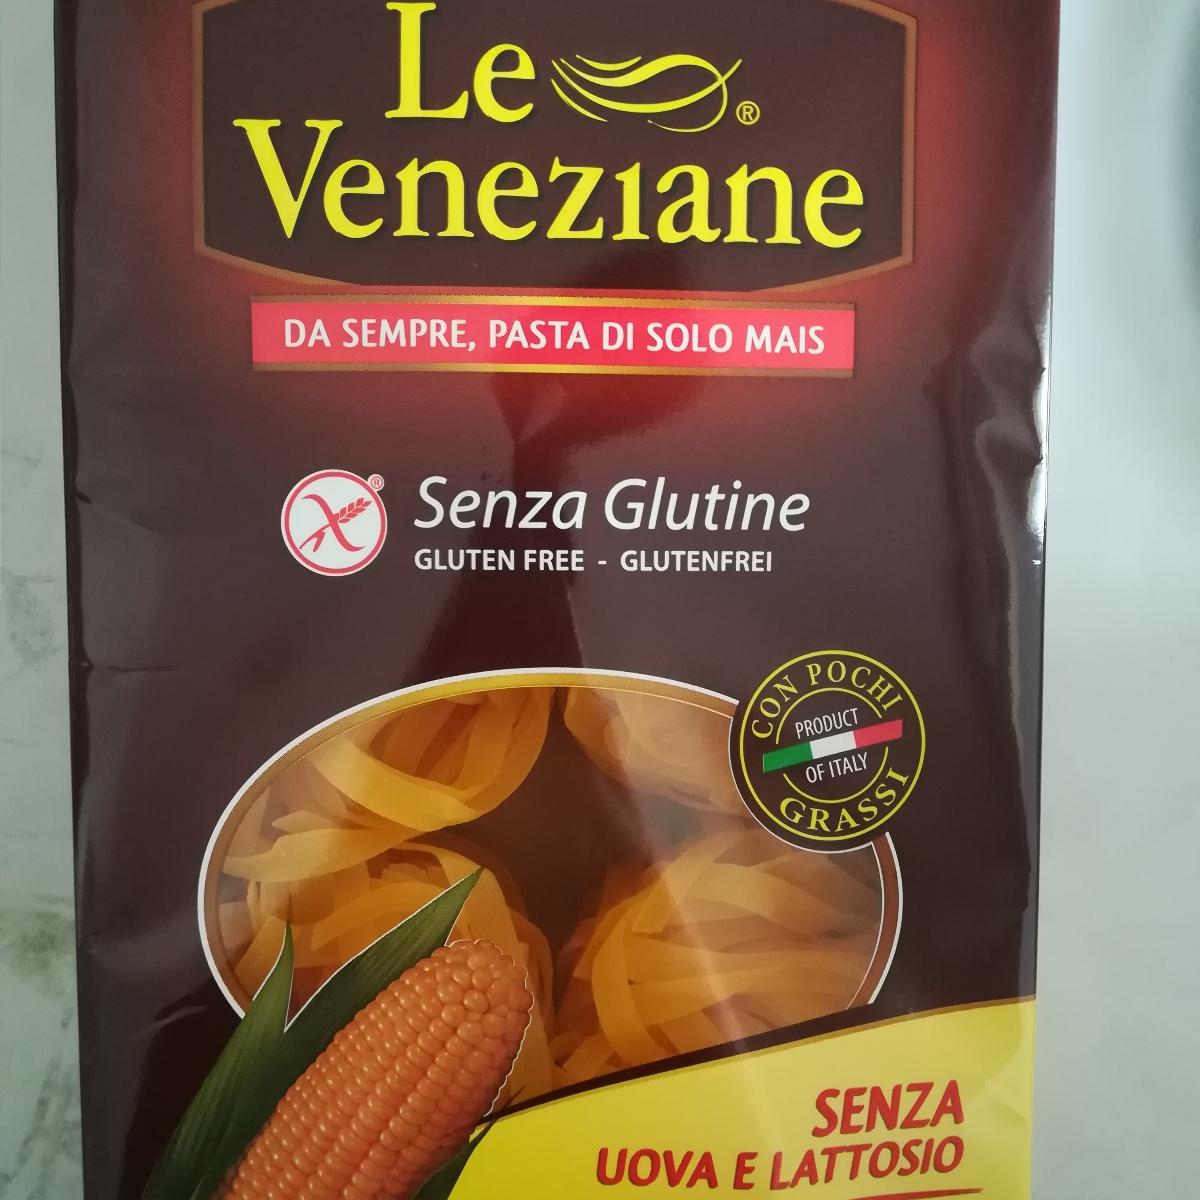 Le ®
Veneziane
DA SEMPRE, PASTA DI SOLO MAIS
®
Senza Glutine
GLUTEN FREE - GLUTENFREI
CON POCHI
PRODUCT
OF ITALY
GRASSI
SENZA
UOVA E LATTOSIO